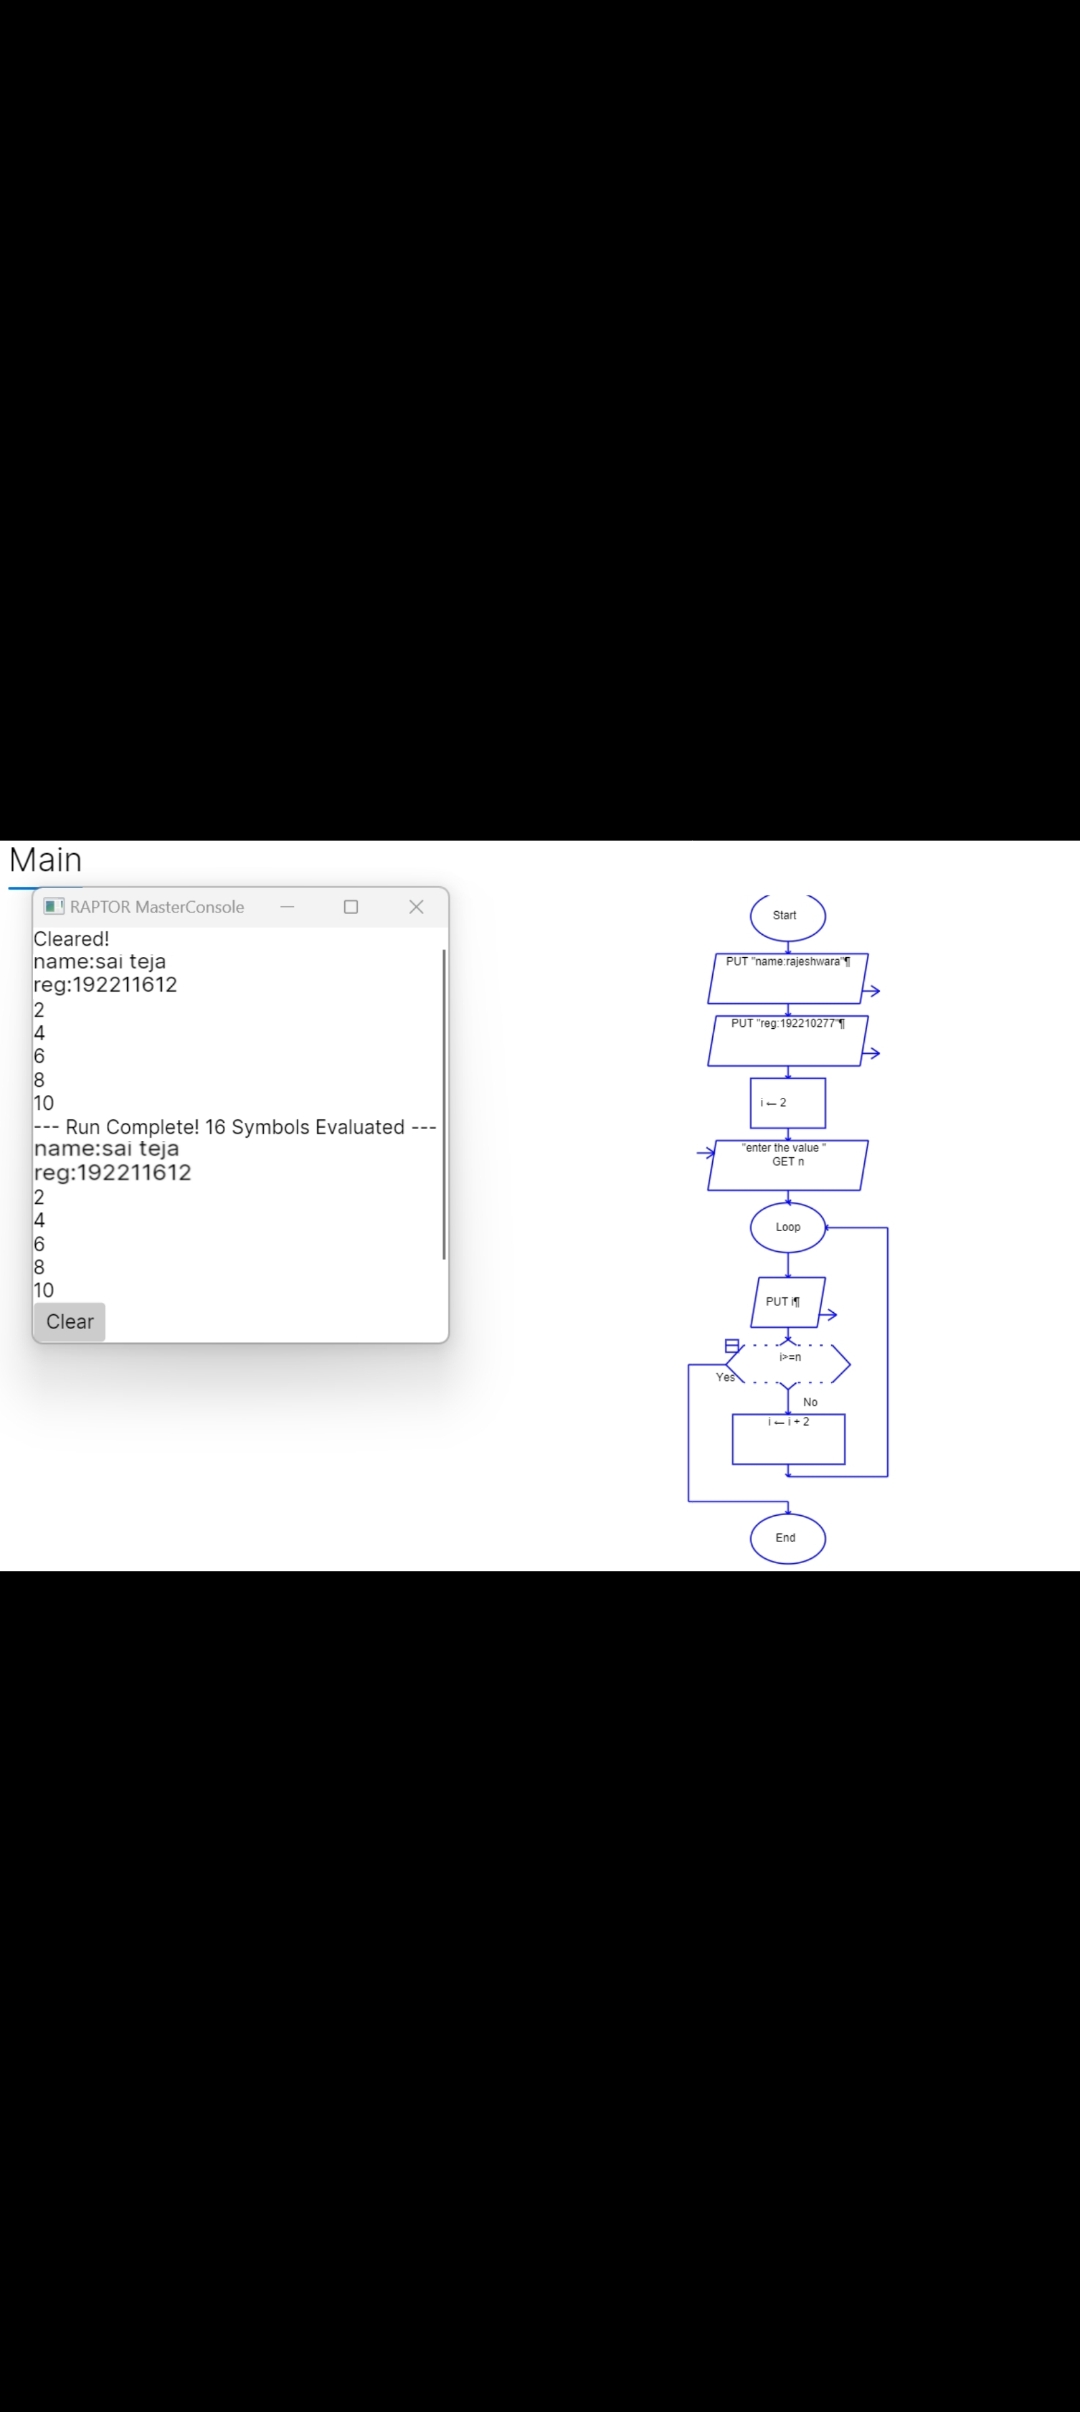 Main
RAPTOR MasterConsole
Cleared!
name:sai teja
reg:192211612
2
4
6
8
10
--- Run Complete! 16 Symbols Evaluated ---
name:sai teja
reg:192211612
2
4
6
8
10
Clear
Start
PUT "name:rajeshwara"¶
PUT "reg:192210277"¶
i ← 2
"enter the value "
GET n
Loop
PUT i¶
i>=n
Yes
No
i ← i + 2
End